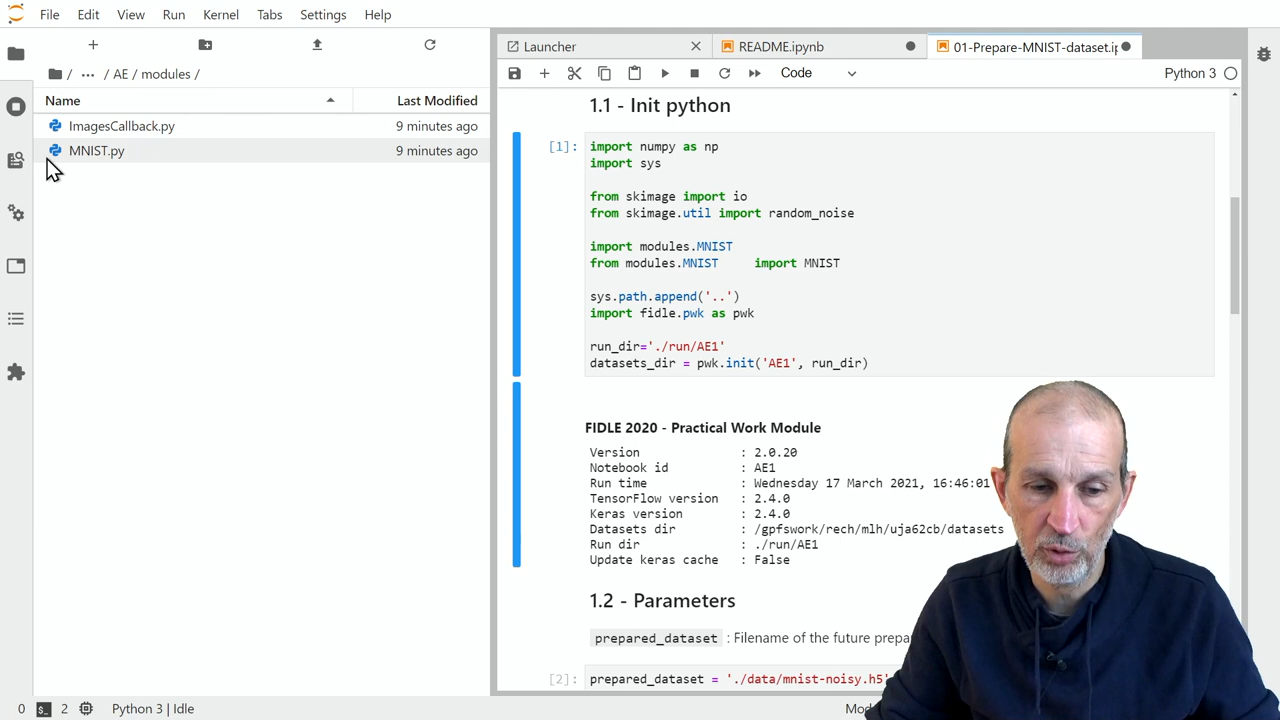 File Edit View Run Kernel Tabs Settings Help
/ ... / AE / modules /
Name Last Modified
ImagesCallback.py 9 minutes ago
MNIST.py 9 minutes ago
Launcher
README.ipynb
01-Prepare-MNIST-dataset.ip
Code
Python 3
1.1 - Init python
[1]:
import numpy as np
import sys
from skimage import io
from skimage.util import random_noise
import modules.MNIST
from modules.MNIST import MNIST
sys.path.append('..')
import fidle.pwk as pwk
run_dir='./run/AE1'
datasets_dir = pwk.init('AE1', run_dir)
FIDLE 2020 - Practical Work Module
Version : 2.0.20
Notebook id : AE1
Run time : Wednesday 17 March 2021, 16:46:01
TensorFlow version : 2.4.0
Keras version : 2.4.0
Datasets dir : /gpfswork/rech/mlh/uja62cb/datasets
Run dir : ./run/AE1
Update keras cache : False
1.2 - Parameters
prepared_dataset : Filename of the future
[2]: prepared_dataset = './data/mnist-noisy.h5'
0 2 Python 3 | Idle